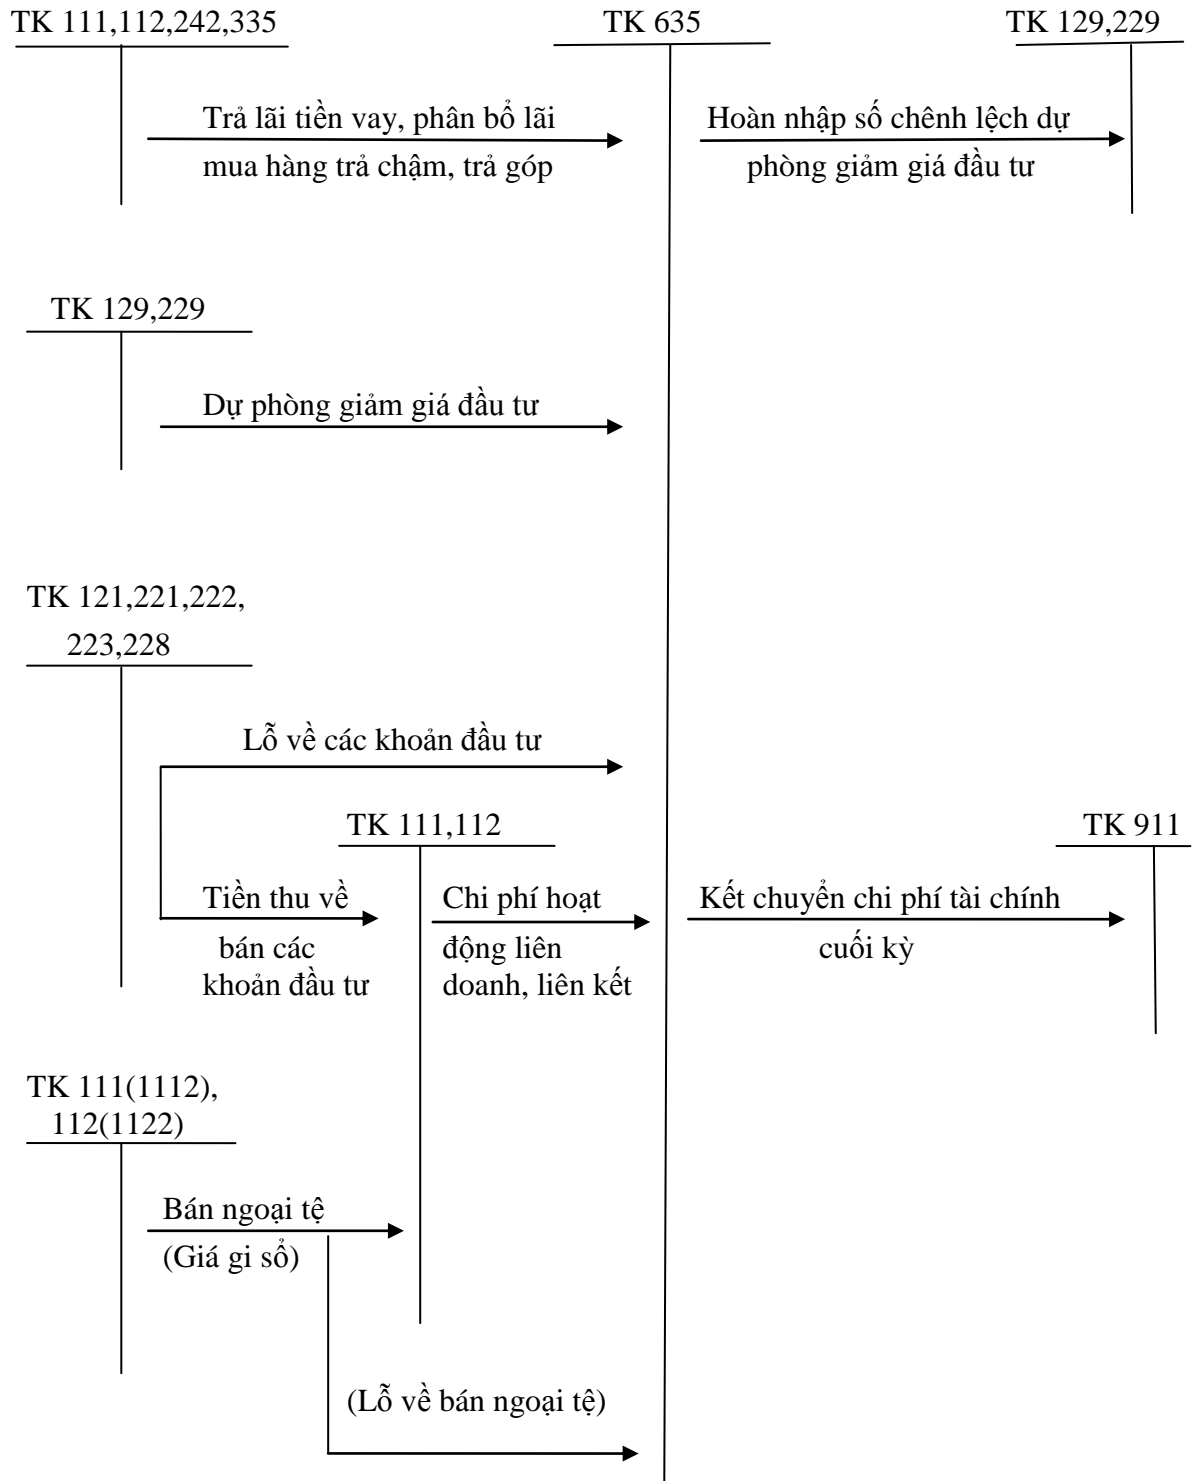 TK 111,112,242,335
TK 635
TK 129,229
Trả lãi tiền vay, phân bổ lãi
mua hàng trả chậm, trả góp
Hoàn nhập số chênh lệch dự
phòng giảm giá đầu tư
TK 129,229
Dự phòng giảm giá đầu tư
TK 121,221,222,
223,228
Lỗ về các khoản đầu tư
TK 111,112
TK 911
Tiền thu về
bán các
khoản đầu tư
Chi phí hoạt
động liên
doanh, liên kết
Kết chuyển chi phí tài chính
cuối kỳ
TK 111(1112),
112(1122)
Bán ngoại tệ
(Giá gi sổ)
(Lỗ về bán ngoại tệ)